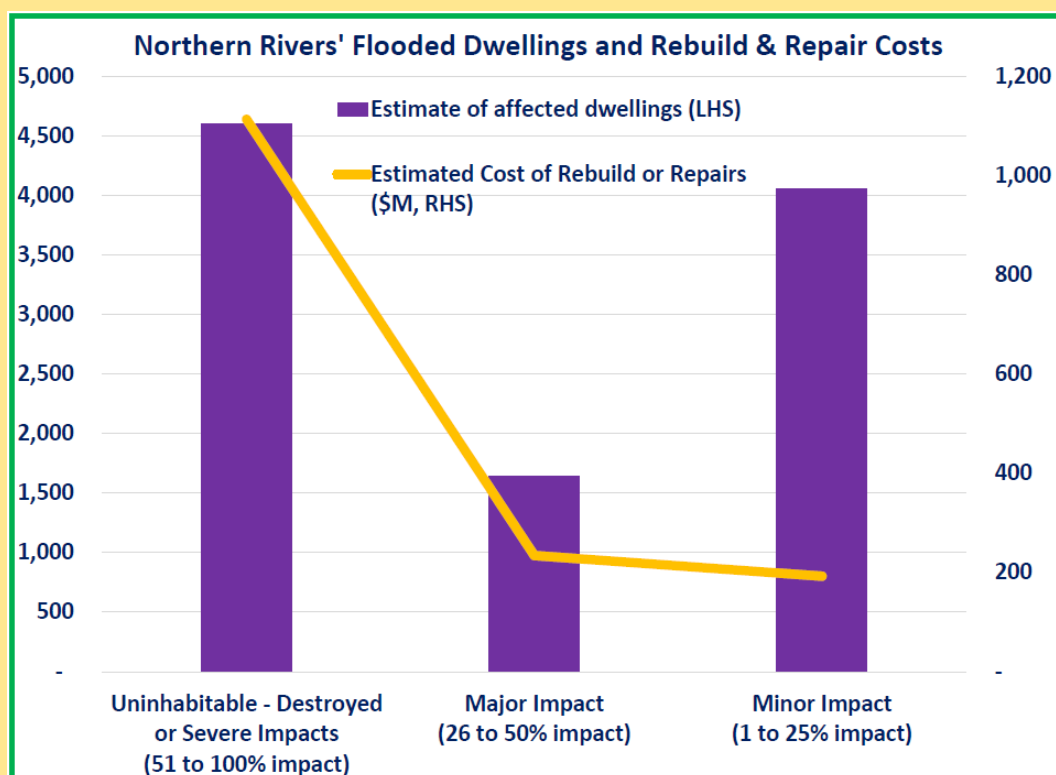 Northern Rivers' Flooded Dwellings and Rebuild & Repair Costs
5,000
4,500
4,000
3,500
3,000
2,500
2,000
1,500
1,000
500
-
1,200
1,000
800
600
400
200
-
Estimate of affected dwellings (LHS)
Estimated Cost of Rebuild or Repairs
($M, RHS)
Uninhabitable - Destroyed
or Severe Impacts
(51 to 100% impact)
Major Impact
(26 to 50% impact)
Minor Impact
(1 to 25% impact)